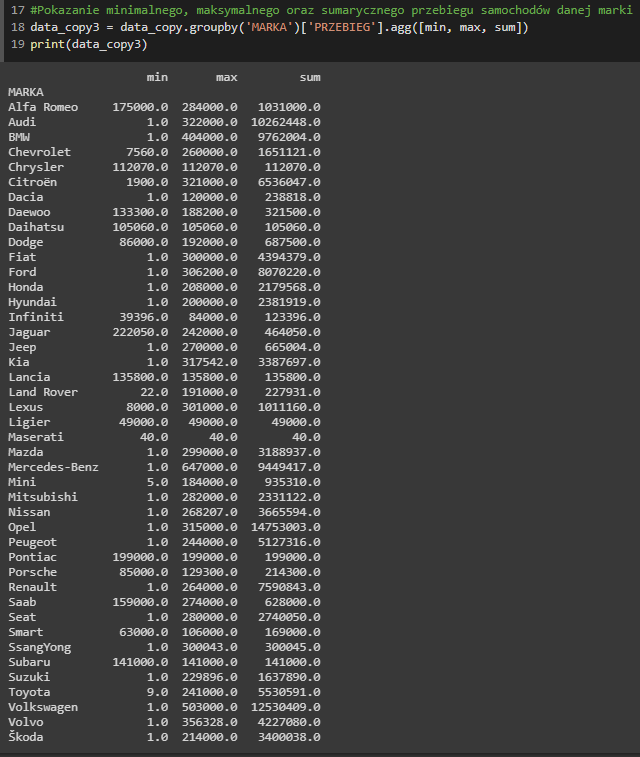 17 #Pokazanie minimalnego, maksymalnego oraz sumarycznego przebiegu samochodów danej marki
18 data_copy3 = data_copy.groupby('MARKA')['PRZEBIEG'].agg([min, max, sum])
19 print(data_copy3)
min max sum
MARKA
Alfa Romeo 175000.0 284000.0 1031000.0
Audi 1.0 322000.0 10262448.0
BMW 1.0 404000.0 9762004.0
Chevrolet 7560.0 260000.0 1651121.0
Chrysler 112070.0 112070.0 112070.0
Citroën 1900.0 321000.0 6536047.0
Dacia 1.0 120000.0 238818.0
Daewoo 133300.0 188200.0 321500.0
Daihatsu 105060.0 105060.0 105060.0
Dodge 86000.0 192000.0 687500.0
Fiat 1.0 300000.0 4394379.0
Ford 1.0 306200.0 8070220.0
Honda 1.0 208000.0 2179568.0
Hyundai 1.0 200000.0 2381919.0
Infiniti 39396.0 84000.0 123396.0
Jaguar 222050.0 242000.0 464050.0
Jeep 1.0 270000.0 665004.0
Kia 1.0 317542.0 3387697.0
Lancia 135800.0 135800.0 135800.0
Land Rover 22.0 191000.0 227931.0
Lexus 8000.0 301000.0 1011160.0
Ligier 49000.0 49000.0 49000.0
Maserati 40.0 40.0 40.0
Mazda 1.0 299000.0 3188937.0
Mercedes-Benz 1.0 647000.0 9449417.0
Mini 5.0 184000.0 935310.0
Mitsubishi 1.0 282000.0 2331122.0
Nissan 1.0 268207.0 3665594.0
Opel 1.0 315000.0 14753003.0
Peugeot 1.0 244000.0 5127316.0
Pontiac 199000.0 199000.0 199000.0
Porsche 85000.0 129300.0 214300.0
Renault 1.0 264000.0 7590843.0
Saab 159000.0 274000.0 628000.0
Seat 1.0 280000.0 2740050.0
Smart 63000.0 106000.0 169000.0
SsangYong 1.0 300043.0 300045.0
Subaru 141000.0 141000.0 141000.0
Suzuki 1.0 229896.0 1637890.0
Toyota 9.0 241000.0 5530591.0
Volkswagen 1.0 503000.0 12530409.0
Volvo 1.0 356328.0 4227080.0
Škoda 1.0 214000.0 3400038.0